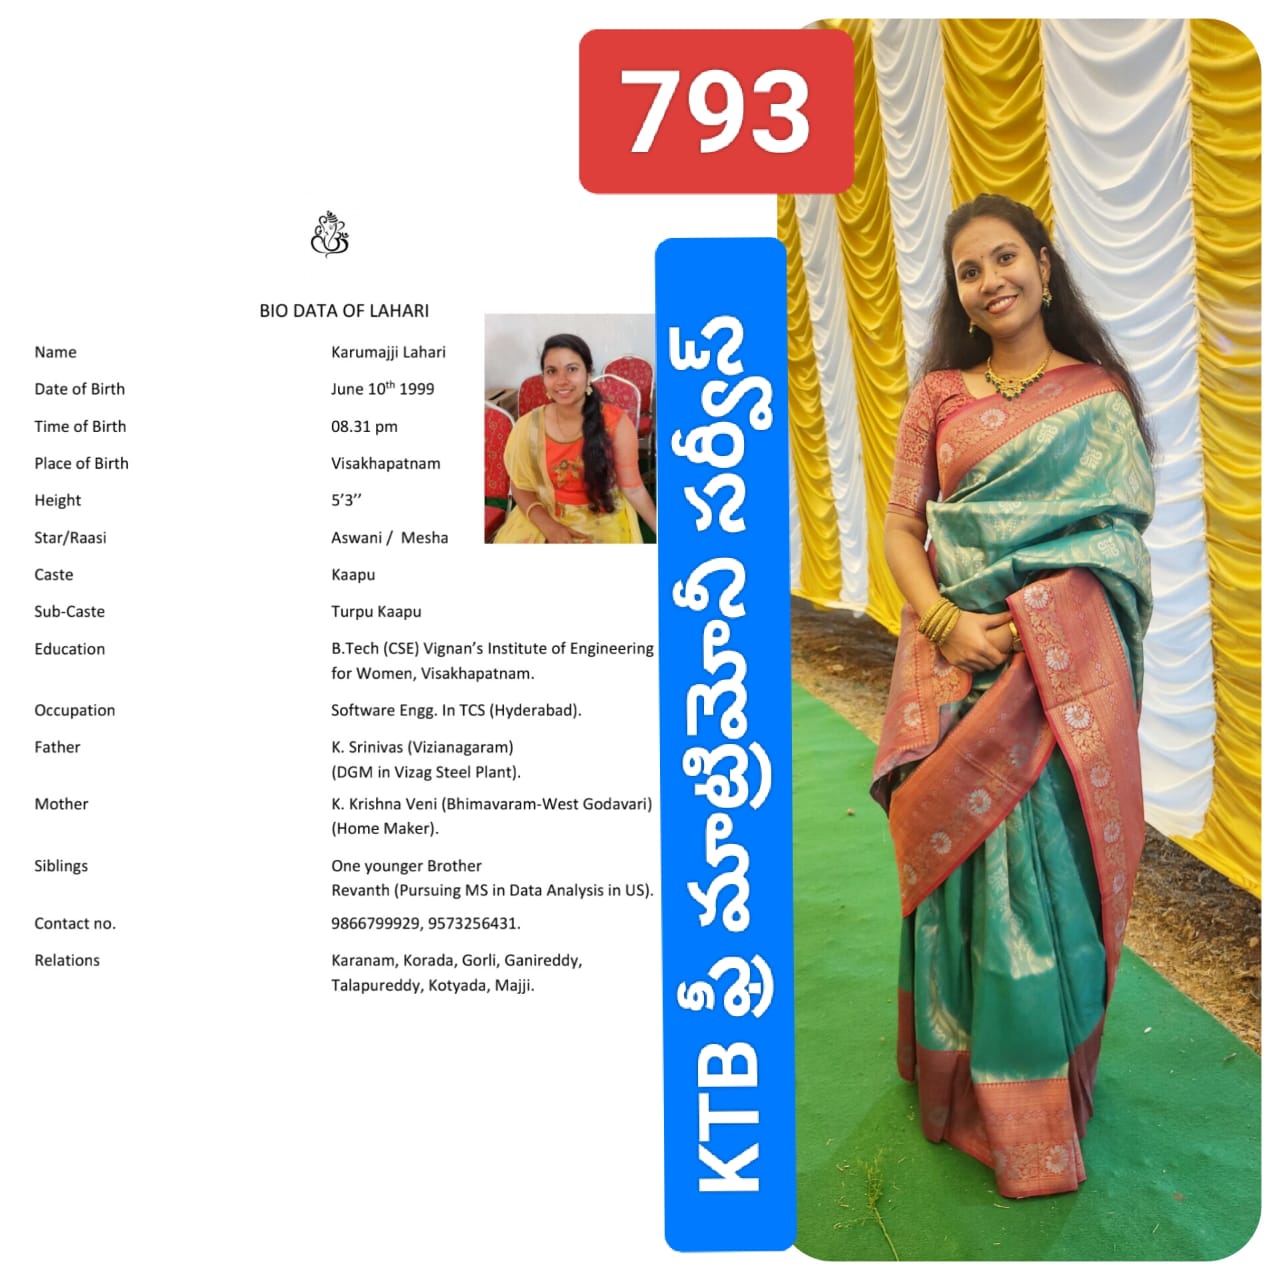 793
BIO DATA OF LAHARI
Name Karumajji Lahari
Date of Birth June 10th 1999
Time of Birth 08.31 pm
Place of Birth Visakhapatnam
Height 5’3’’
Star/Raasi Aswani / Mesha
Caste Kaapu
Sub-Caste Turpu Kaapu
Education B.Tech (CSE) Vignan’s Institute of Engineering
for Women, Visakhapatnam.
Occupation Software Engg. In TCS (Hyderabad).
Father K. Srinivas (Vizianagaram)
(DGM in Vizag Steel Plant).
Mother K. Krishna Veni (Bhimavaram-West Godavari)
(Home Maker).
Siblings One younger Brother
Revanth (Pursuing MS in Data Analysis in US).
Contact no. 9866799929, 9573256431.
Relations Karanam, Korada, Gorli, Ganireddy,
Talapureddy, Kotyada, Majji.
KTB ఫ్రీ మాట్రిమోనీ సర్వీస్